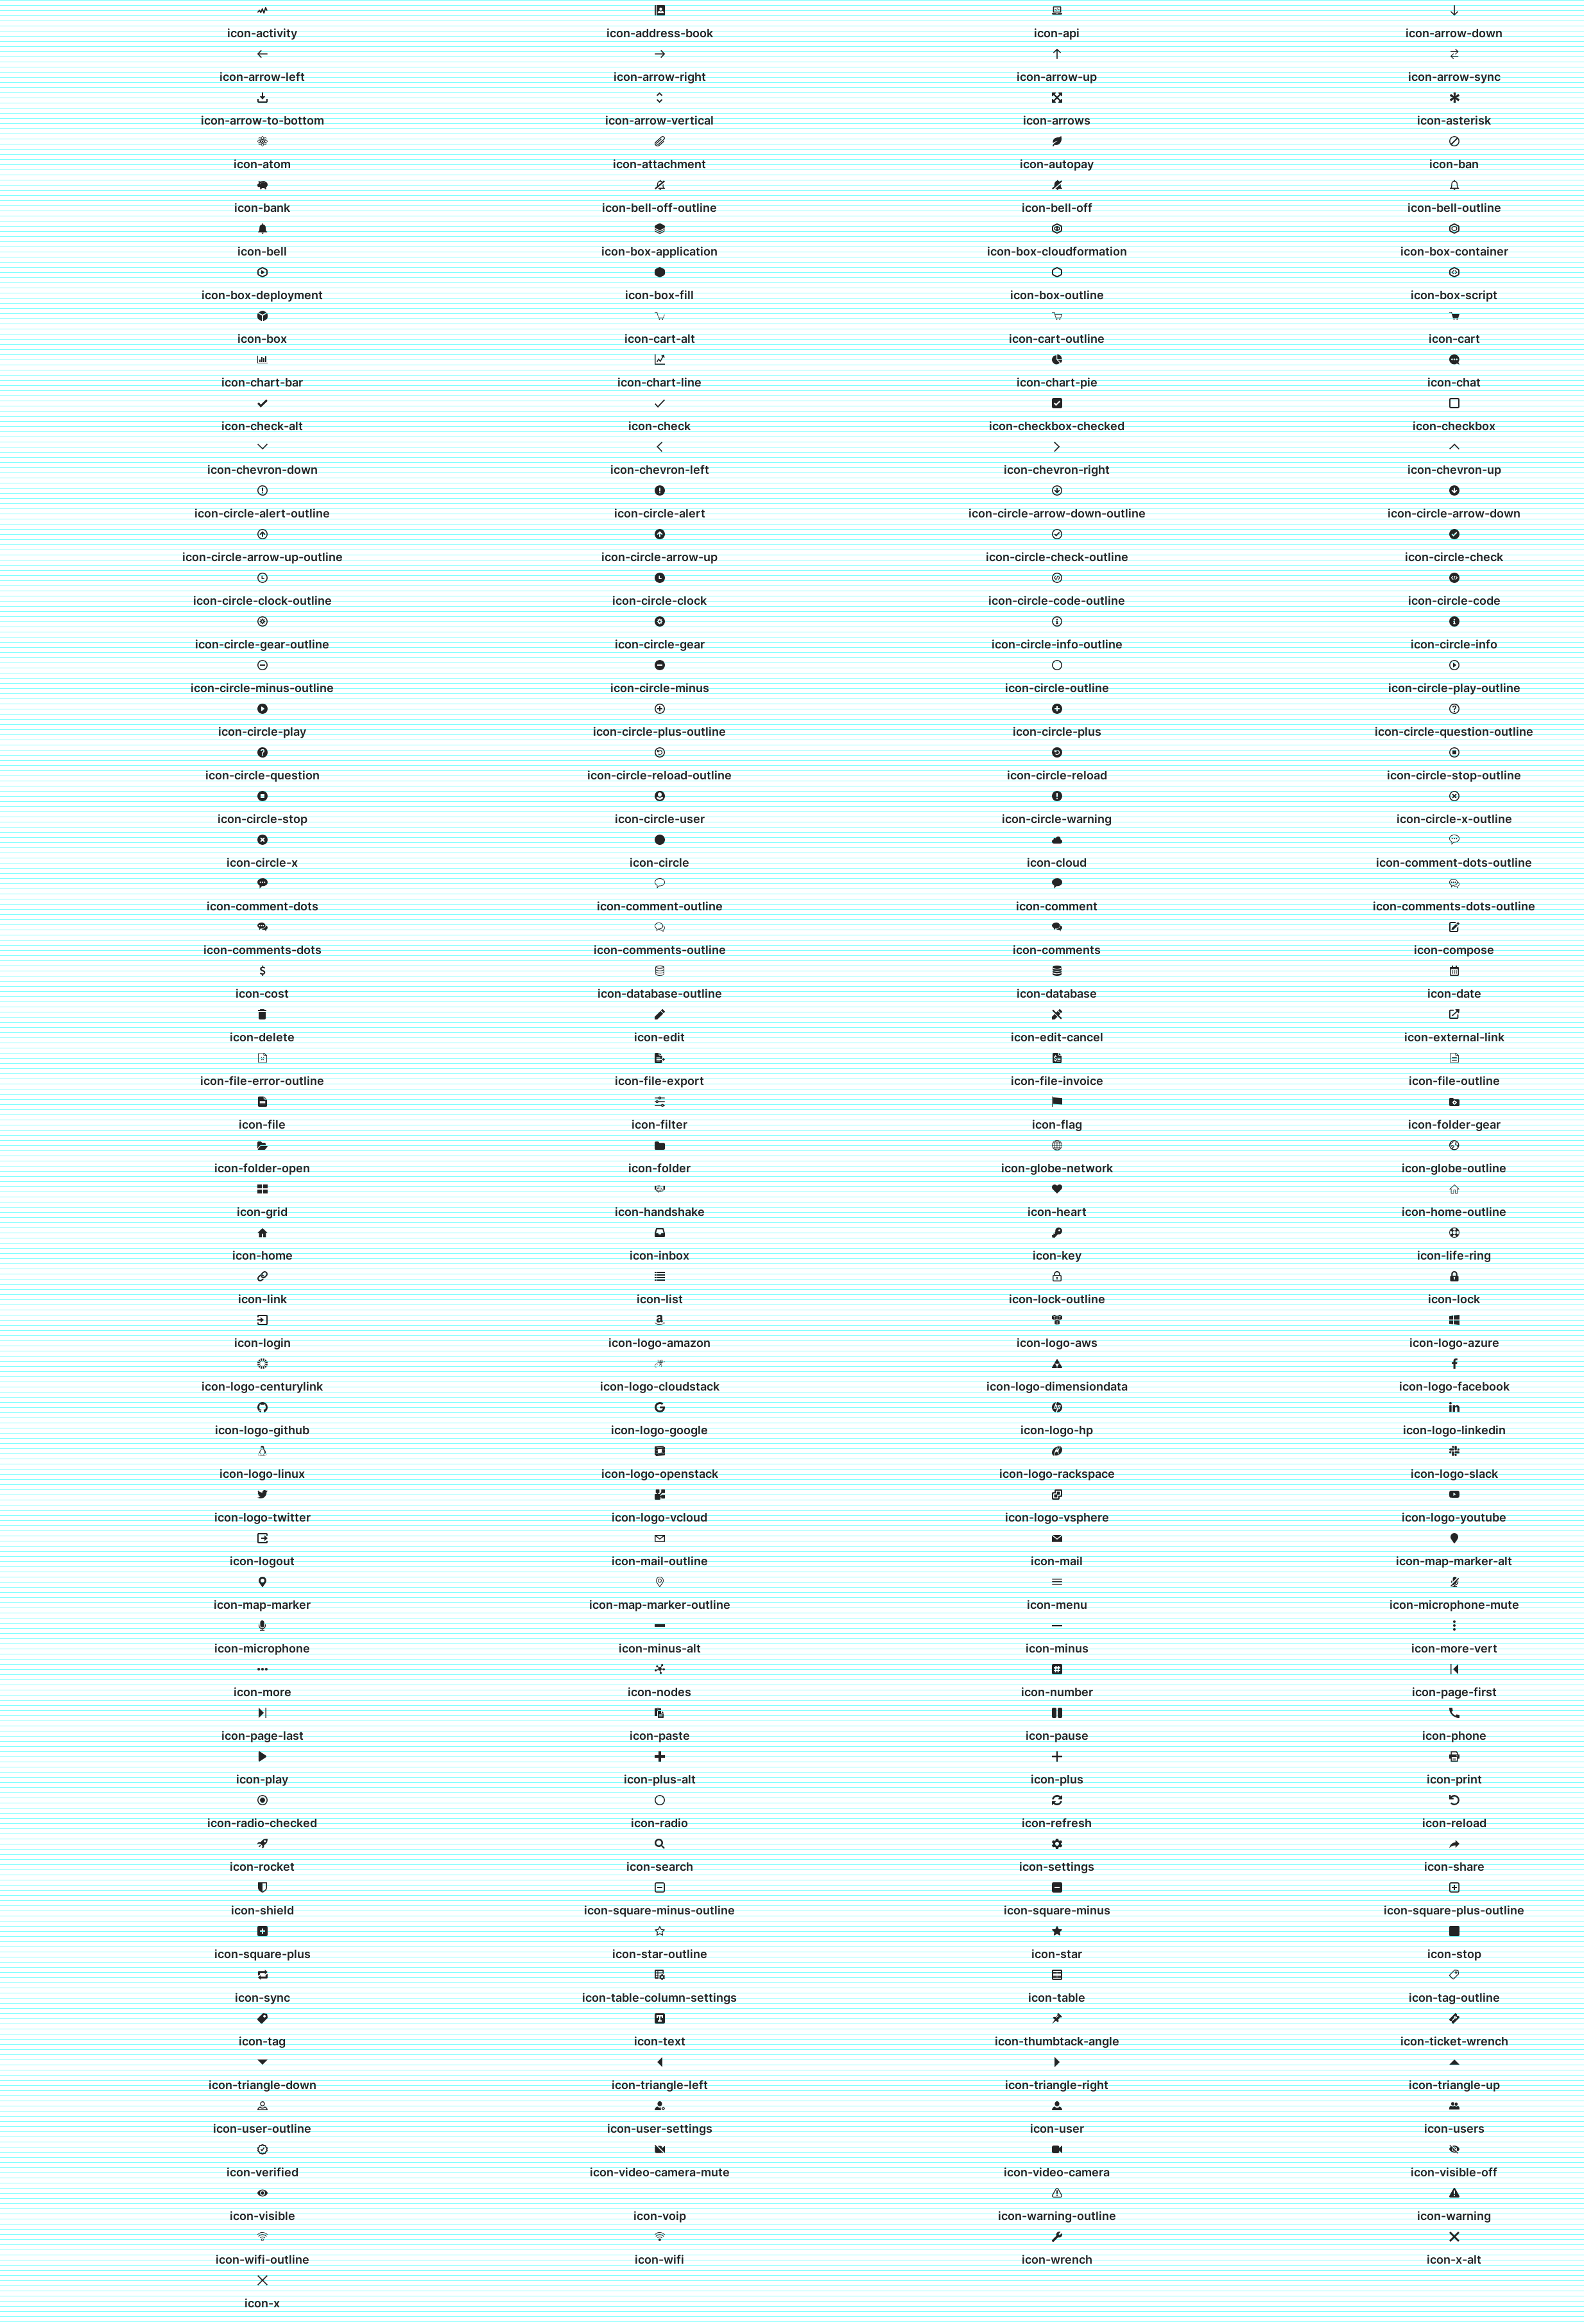 icon-activity icon-address-book icon-api icon-arrow-down
icon-arrow-left icon-arrow-right icon-arrow-up icon-arrow-sync
icon-arrow-to-bottom icon-arrow-vertical icon-arrows icon-asterisk
icon-atom icon-attachment icon-autopay icon-ban
icon-bank icon-bell-off-outline icon-bell-off icon-bell-outline
icon-bell icon-box-application icon-box-cloudformation icon-box-container
icon-box-deployment icon-box-fill icon-box-outline icon-box-script
icon-box icon-cart-alt icon-cart-outline icon-cart
icon-chart-bar icon-chart-line icon-chart-pie icon-chat
icon-check-alt icon-check icon-checkbox-checked icon-checkbox
icon-chevron-down icon-chevron-left icon-chevron-right icon-chevron-up
icon-circle-alert-outline icon-circle-alert icon-circle-arrow-down-outline icon-circle-arrow-down
icon-circle-arrow-up-outline icon-circle-arrow-up icon-circle-check-outline icon-circle-check
icon-circle-clock-outline icon-circle-clock icon-circle-code-outline icon-circle-code
icon-circle-gear-outline icon-circle-gear icon-circle-info-outline icon-circle-info
icon-circle-minus-outline icon-circle-minus icon-circle-outline icon-circle-play-outline
icon-circle-play icon-circle-plus-outline icon-circle-plus icon-circle-question-outline
icon-circle-question icon-circle-reload-outline icon-circle-reload icon-circle-stop-outline
icon-circle-stop icon-circle-user icon-circle-warning icon-circle-x-outline
icon-circle-x icon-circle icon-cloud icon-comment-dots-outline
icon-comment-dots icon-comment-outline icon-comment icon-comments-dots-outline
icon-comments-dots icon-comments-outline icon-comments icon-compose
icon-cost icon-database-outline icon-database icon-date
icon-delete icon-edit icon-edit-cancel icon-external-link
icon-file-error-outline icon-file-export icon-file-invoice icon-file-outline
icon-file icon-filter icon-flag icon-folder-gear
icon-folder-open icon-folder icon-globe-network icon-globe-outline
icon-grid icon-handshake icon-heart icon-home-outline
icon-home icon-inbox icon-key icon-life-ring
icon-link icon-list icon-lock-outline icon-lock
icon-login icon-logo-amazon icon-logo-aws icon-logo-azure
icon-logo-centurylink icon-logo-cloudstack icon-logo-dimensiondata icon-logo-facebook
icon-logo-github icon-logo-google icon-logo-hp icon-logo-linkedin
icon-logo-linux icon-logo-openstack icon-logo-rackspace icon-logo-slack
icon-logo-twitter icon-logo-vcloud icon-logo-vsphere icon-logo-youtube
icon-logout icon-mail-outline icon-mail icon-map-marker-alt
icon-map-marker icon-map-marker-outline icon-menu icon-microphone-mute
icon-microphone icon-minus-alt icon-minus icon-more-vert
icon-more icon-nodes icon-number icon-page-first
icon-page-last icon-paste icon-pause icon-phone
icon-play icon-plus-alt icon-plus icon-print
icon-radio-checked icon-radio icon-refresh icon-reload
icon-rocket icon-search icon-settings icon-share
icon-shield icon-square-minus-outline icon-square-minus icon-square-plus-outline
icon-square-plus icon-star-outline icon-star icon-stop
icon-sync icon-table-column-settings icon-table icon-tag-outline
icon-tag icon-text icon-thumbtack-angle icon-ticket-wrench
icon-triangle-down icon-triangle-left icon-triangle-right icon-triangle-up
icon-user-outline icon-user-settings icon-user icon-users
icon-verified icon-video-camera-mute icon-video-camera icon-visible-off
icon-visible icon-voip icon-warning-outline icon-warning
icon-wifi-outline icon-wifi icon-wrench icon-x-alt
icon-x